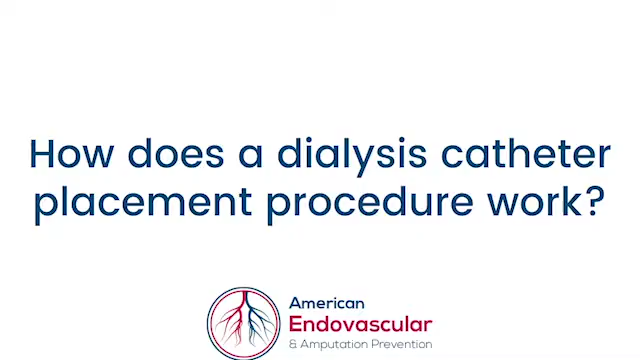 How does a dialysis catheter
placement procedure work?
American
Endovascular
& Amputation Prevention